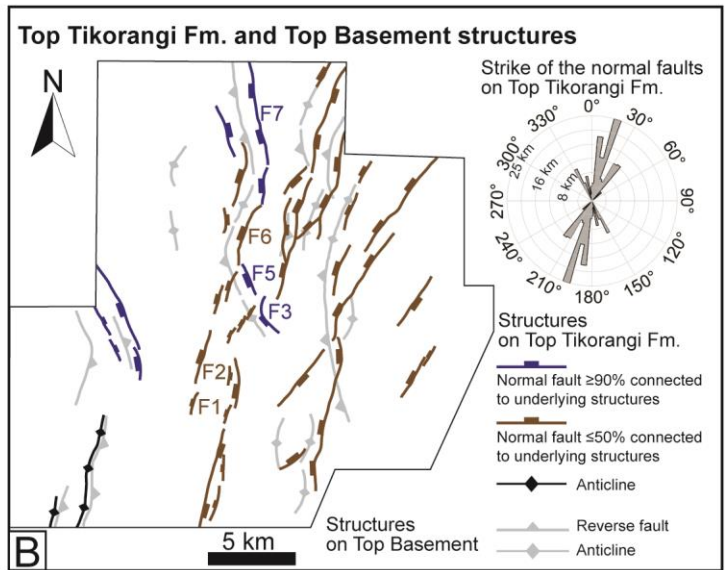 Top Tikorangi Fm. and Top Basement structures
N
F7
F6
F5
F3
F2
F1
Strike of the normal faults
on Top Tikorangi Fm.
0°
30°
60°
90°
120°
150°
180°
210°
240°
270°
300°
330°
25 km
16 km
8 km
Structures
on Top Tikorangi Fm.
Normal fault ≥90% connected
to underlying structures
Normal fault ≤50% connected
to underlying structures
Anticline
Structures
on Top Basement
Reverse fault
Anticline
B
5 km